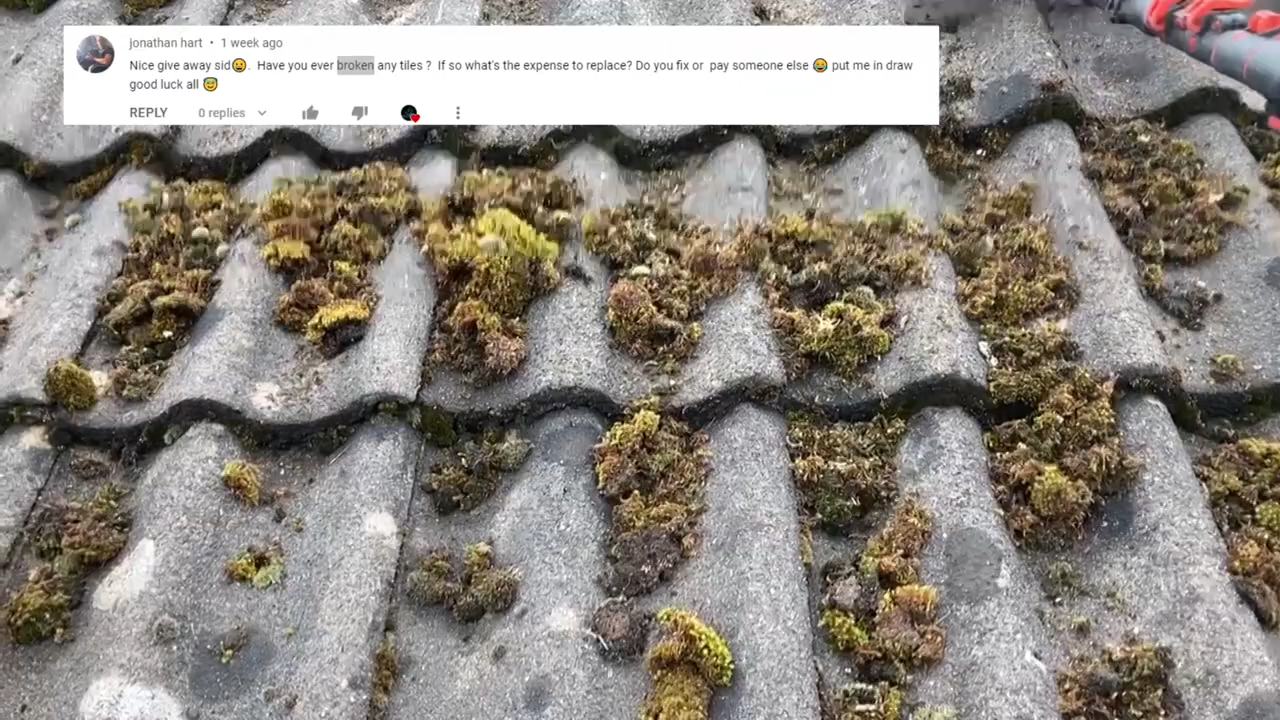 jonathan hart • 1 week ago
Nice give away sid😀. Have you ever broken any tiles ? If so what's the expense to replace? Do you fix or pay someone else 😂 put me in draw
good luck all 😇
REPLY 0 replies